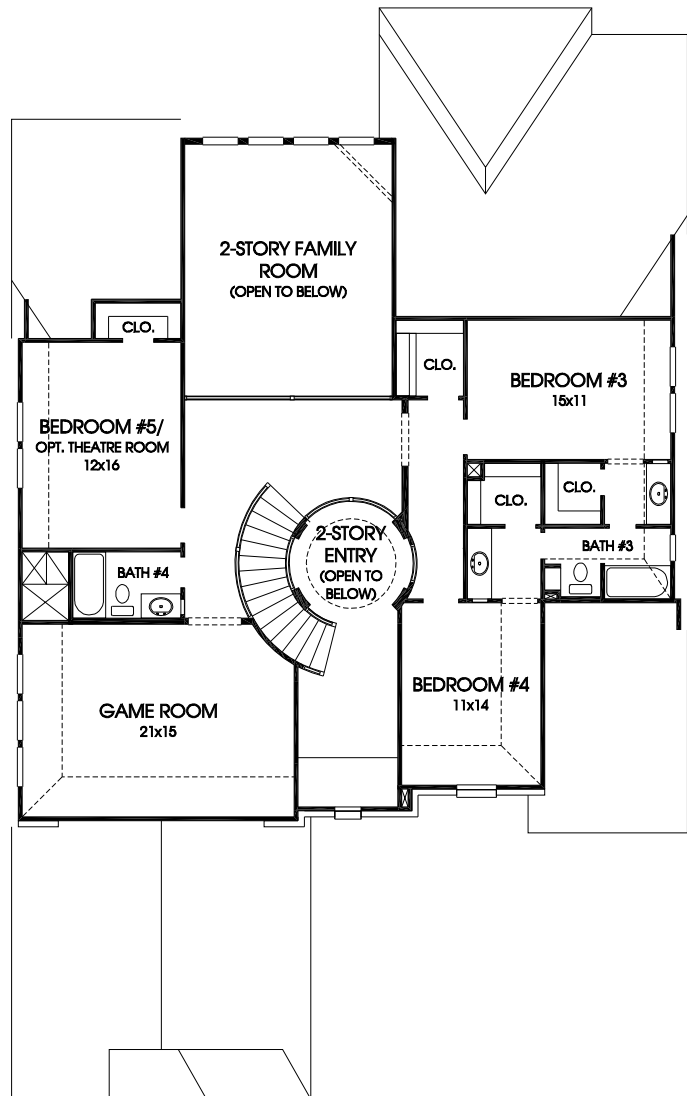 2-STORY FAMILY
ROOM
(OPEN TO BELOW)
CLO.
CLO.
BEDROOM #3
15x11
BEDROOM #5/
OPT. THEATRE ROOM
12x16
CLO.
CLO.
2-STORY
ENTRY
(OPEN TO
BELOW)
BATH #3
BATH #4
BEDROOM #4
11x14
GAME ROOM
21x15